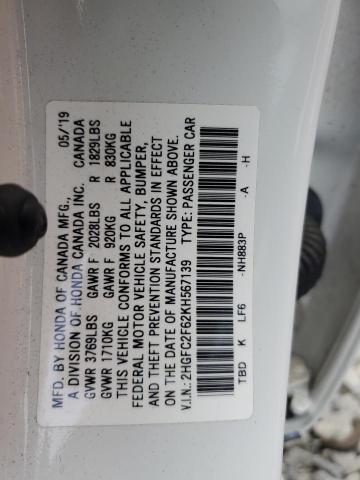 MFD. BY HONDA OF CANADA MFG., 05/'19
A DIVISION OF HONDA CANADA INC. CANADA
GVWR 3769LBS GAWR F 2028LBS R 1829LBS
GVWR 1710KG GAWR F 920KG R 830KG
THIS VEHICLE CONFORMS TO ALL APPLICABLE
FEDERAL MOTOR VEHICLE SAFETY, BUMPER,
AND THEFT PREVENTION STANDARDS IN EFFECT
ON THE DATE OF MANUFACTURE SHOWN ABOVE.
V.I.N.: 2HGFC2F62KH567139 TYPE: PASSENGER CAR
TBD K LF6 -NH883P -A -H